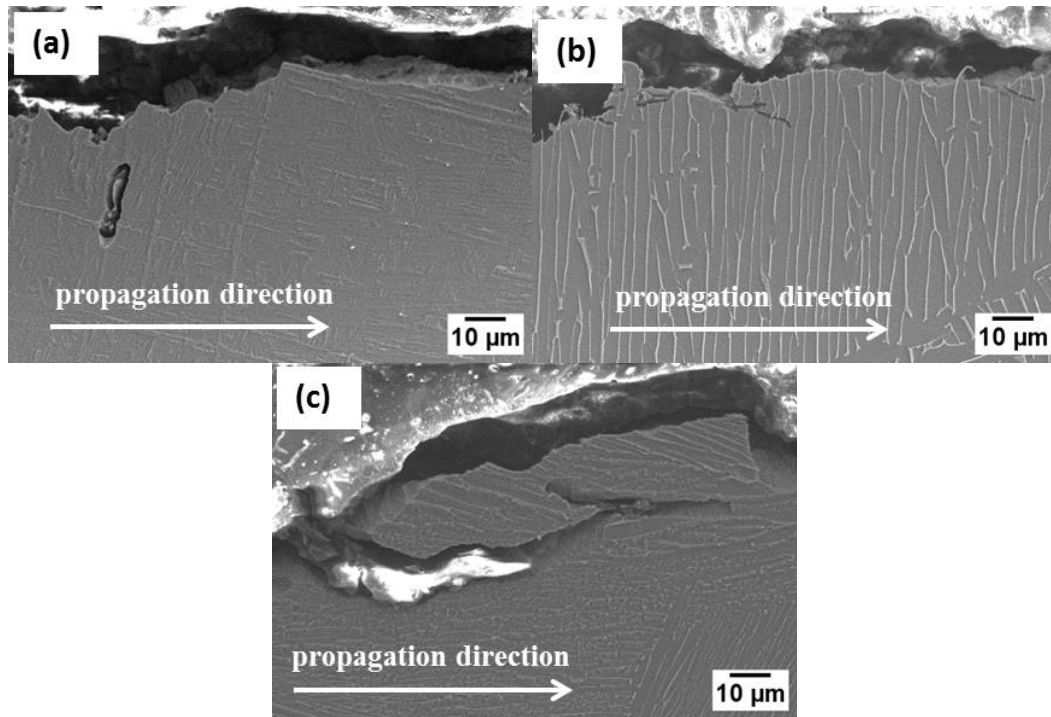 (a)
propagation direction
10 µm
(b)
propagation direction
10 µm
(c)
propagation direction
10 µm